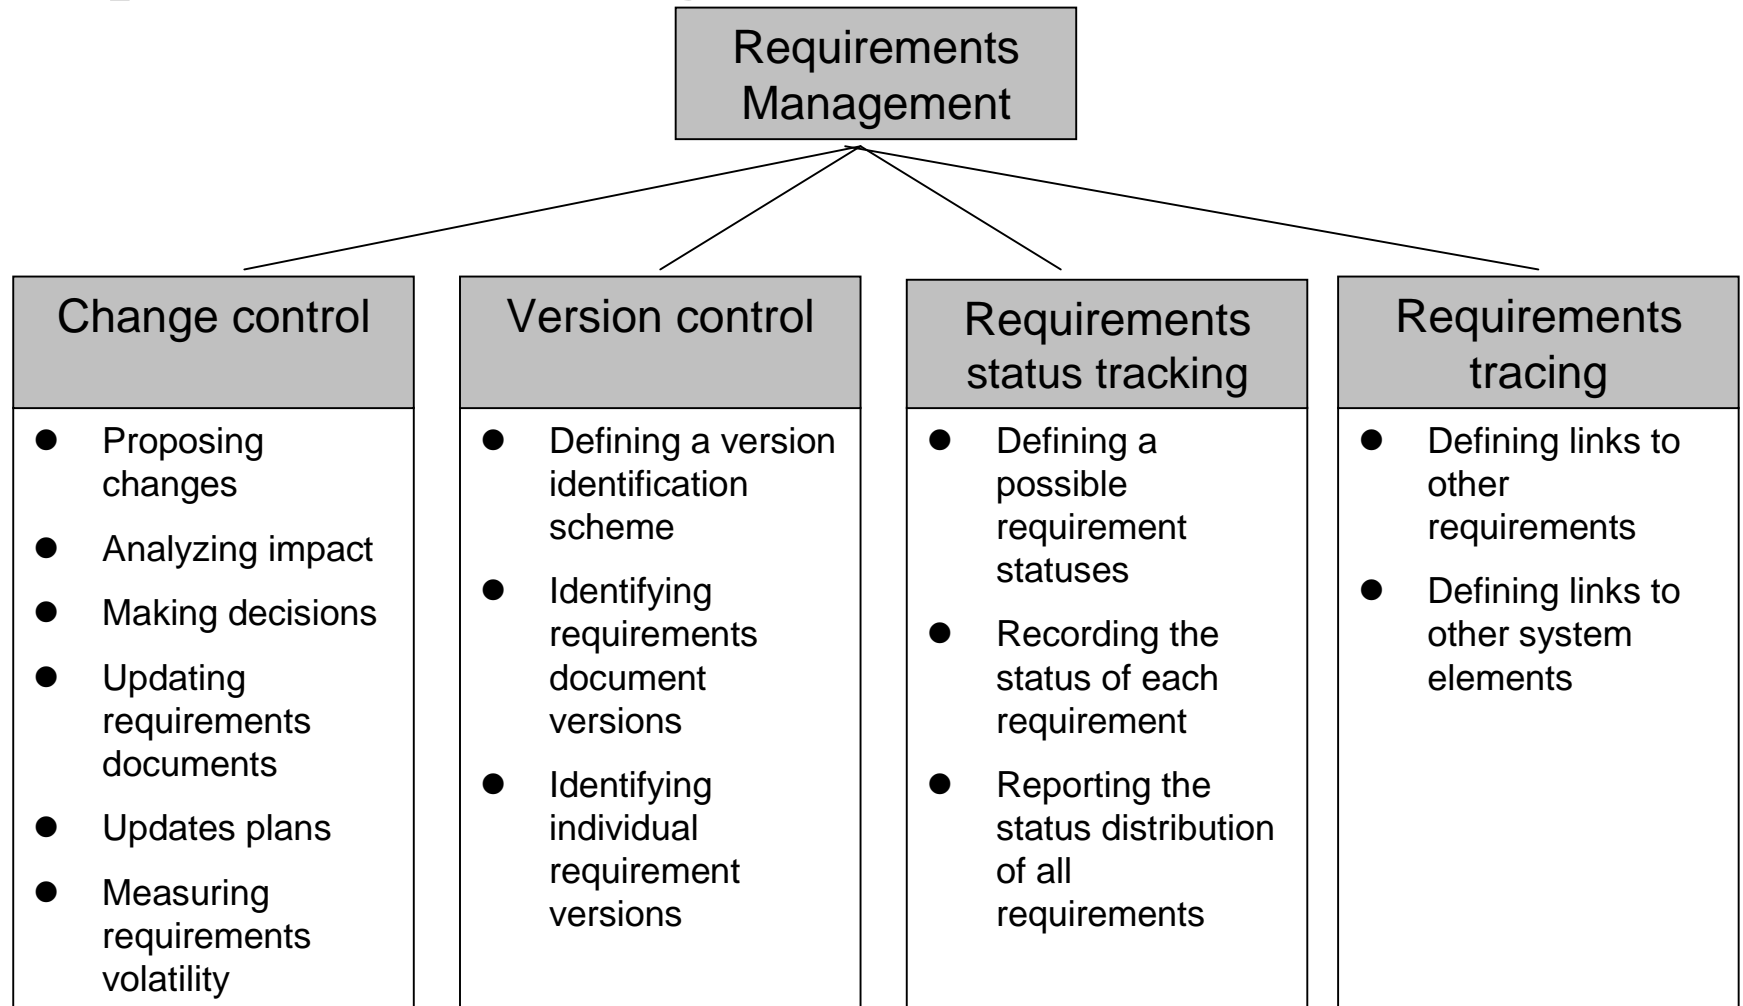 Requirements
Management
Change control
Proposing
changes
Analyzing impact
Making decisions
Updating
requirements
documents
Updates plans
Measuring
requirements
volatility
Version control
Defining a version
identification
scheme
Identifying
requirements
document
versions
Identifying
individual
requirement
versions
Requirements
status tracking
Defining a
possible
requirement
statuses
Recording the
status of each
requirement
Reporting the
status distribution
of all
requirements
Requirements
tracing
Defining links to
other
requirements
Defining links to
other system
elements